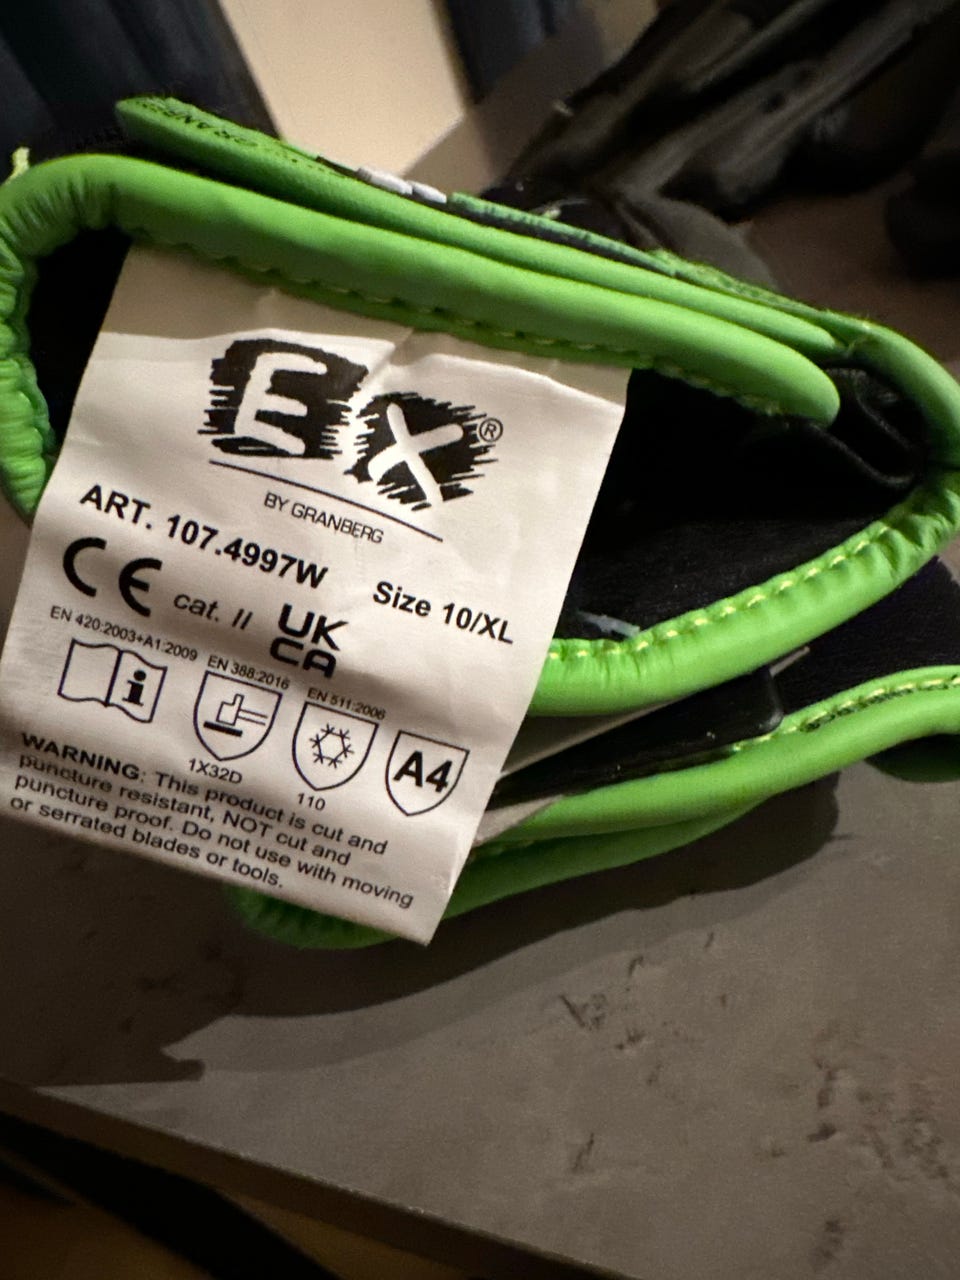 EX®
BY GRANBERG
ART. 107.4997W Size 10/XL
CE cat. II UK CA
EN 420:2003+A1:2009 EN 388:2016 EN 511:2006
i
A4
1X32D
110
WARNING: This product is cut and
puncture resistant, NOT cut and
puncture proof. Do not use with moving
or serrated blades or tools.